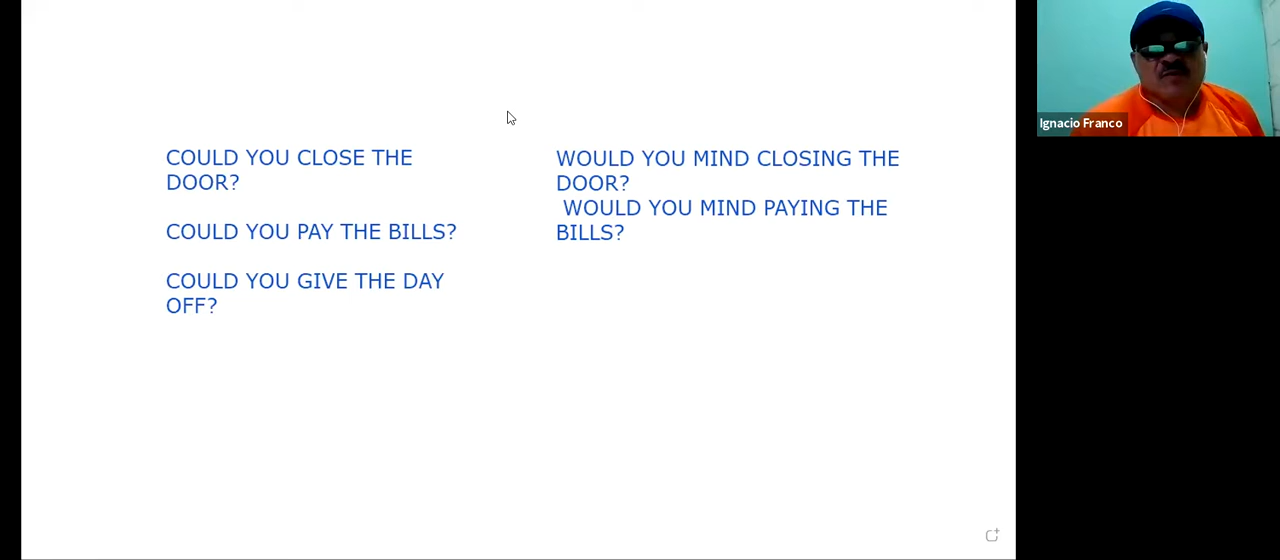 COULD YOU CLOSE THE
DOOR?
COULD YOU PAY THE BILLS?
COULD YOU GIVE THE DAY
OFF?
WOULD YOU MIND CLOSING THE
DOOR?
WOULD YOU MIND PAYING THE
BILLS?
Ignacio Franco